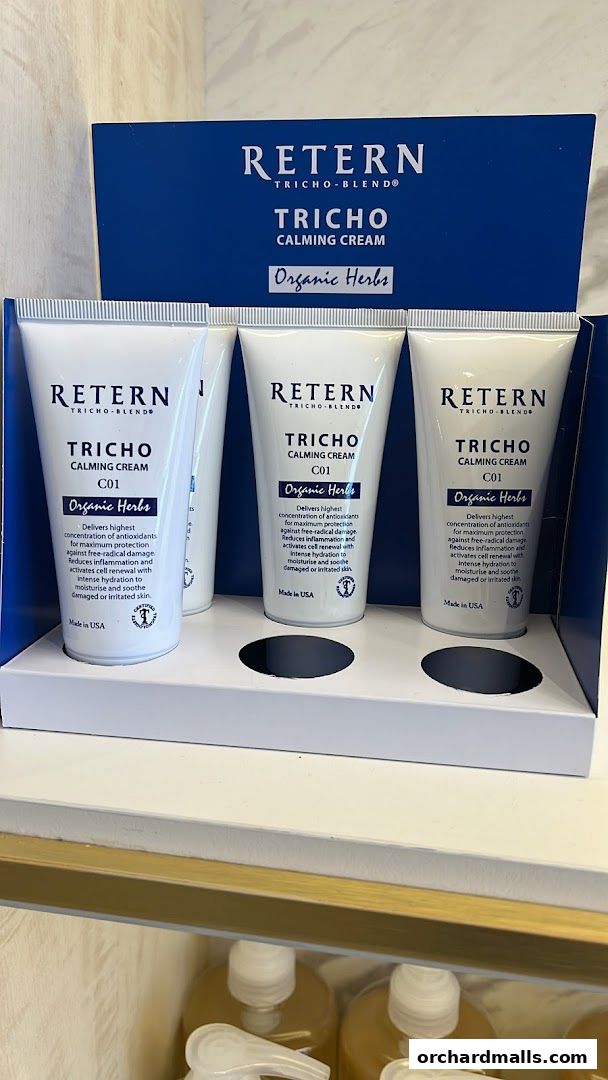 RETERN
TRICHO-BLEND®
TRICHO
CALMING CREAM
Organic Herbs
RETERN
TRICHO-BLEND®
TRICHO
CALMING CREAM
C01
Organic Herbs
Delivers highest
concentration of antioxidants
for maximum protection
against free-radical damage.
Reduces inflammation and
activates cell renewal with
intense hydration to
moisturise and soothe
damaged or irritated skin.
Made in USA
CERTIFIED
N
RETERN
TRICHO-BLEND®
TRICHO
CALMING CREAM
C01
Organic Herbs
Delivers highest
concentration of antioxidants
for maximum protection
against free-radical damage.
Reduces inflammation and
activates cell renewal with
intense hydration to
moisturise and soothe
damaged or irritated skin.
Made in USA
RETERN
TRICHO-BLEND®
TRICHO
CALMING CREAM
C01
Organic Herbs
Delivers highest
concentration of antioxidants
for maximum protection
against free-radical damage.
Reduces inflammation and
activates cell renewal with
intense hydration to
moisturise and soothe
damaged or irritated skin.
Made in USA
orchardmalls.com